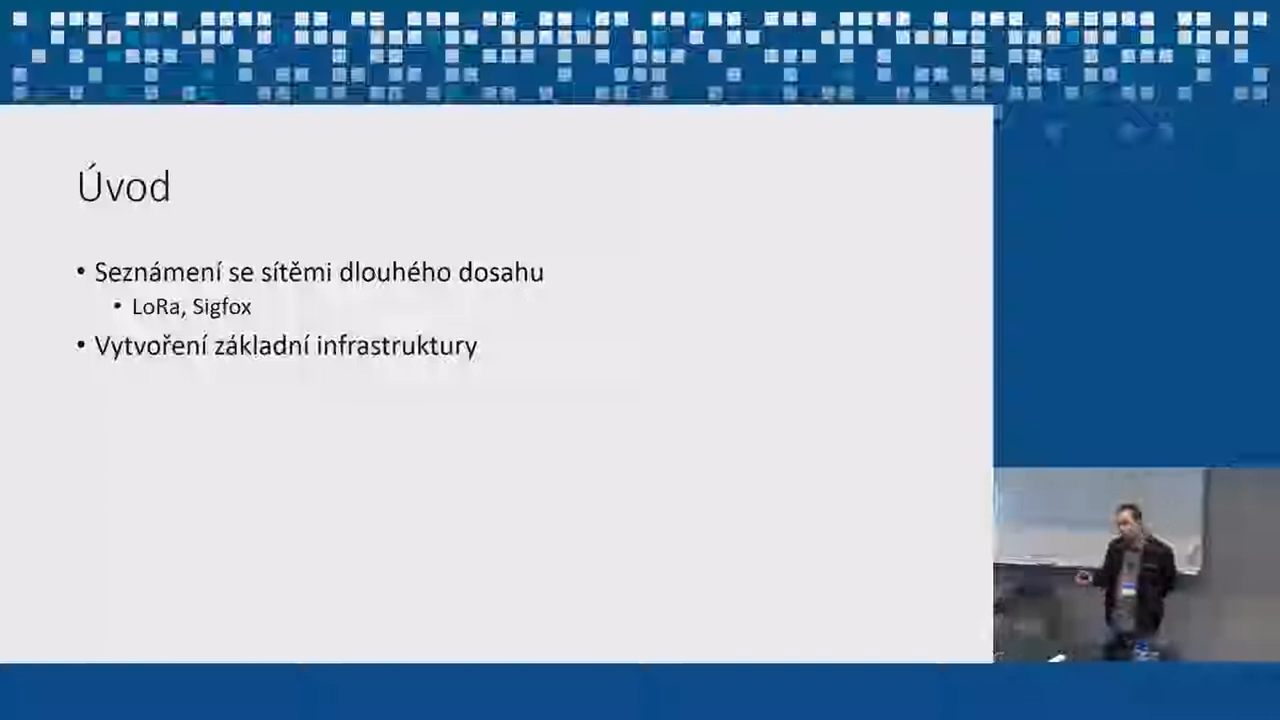 Úvod
• Seznámení se sítěmi dlouhého dosahu
• LoRa, Sigfox
• Vytvoření základní infrastruktury